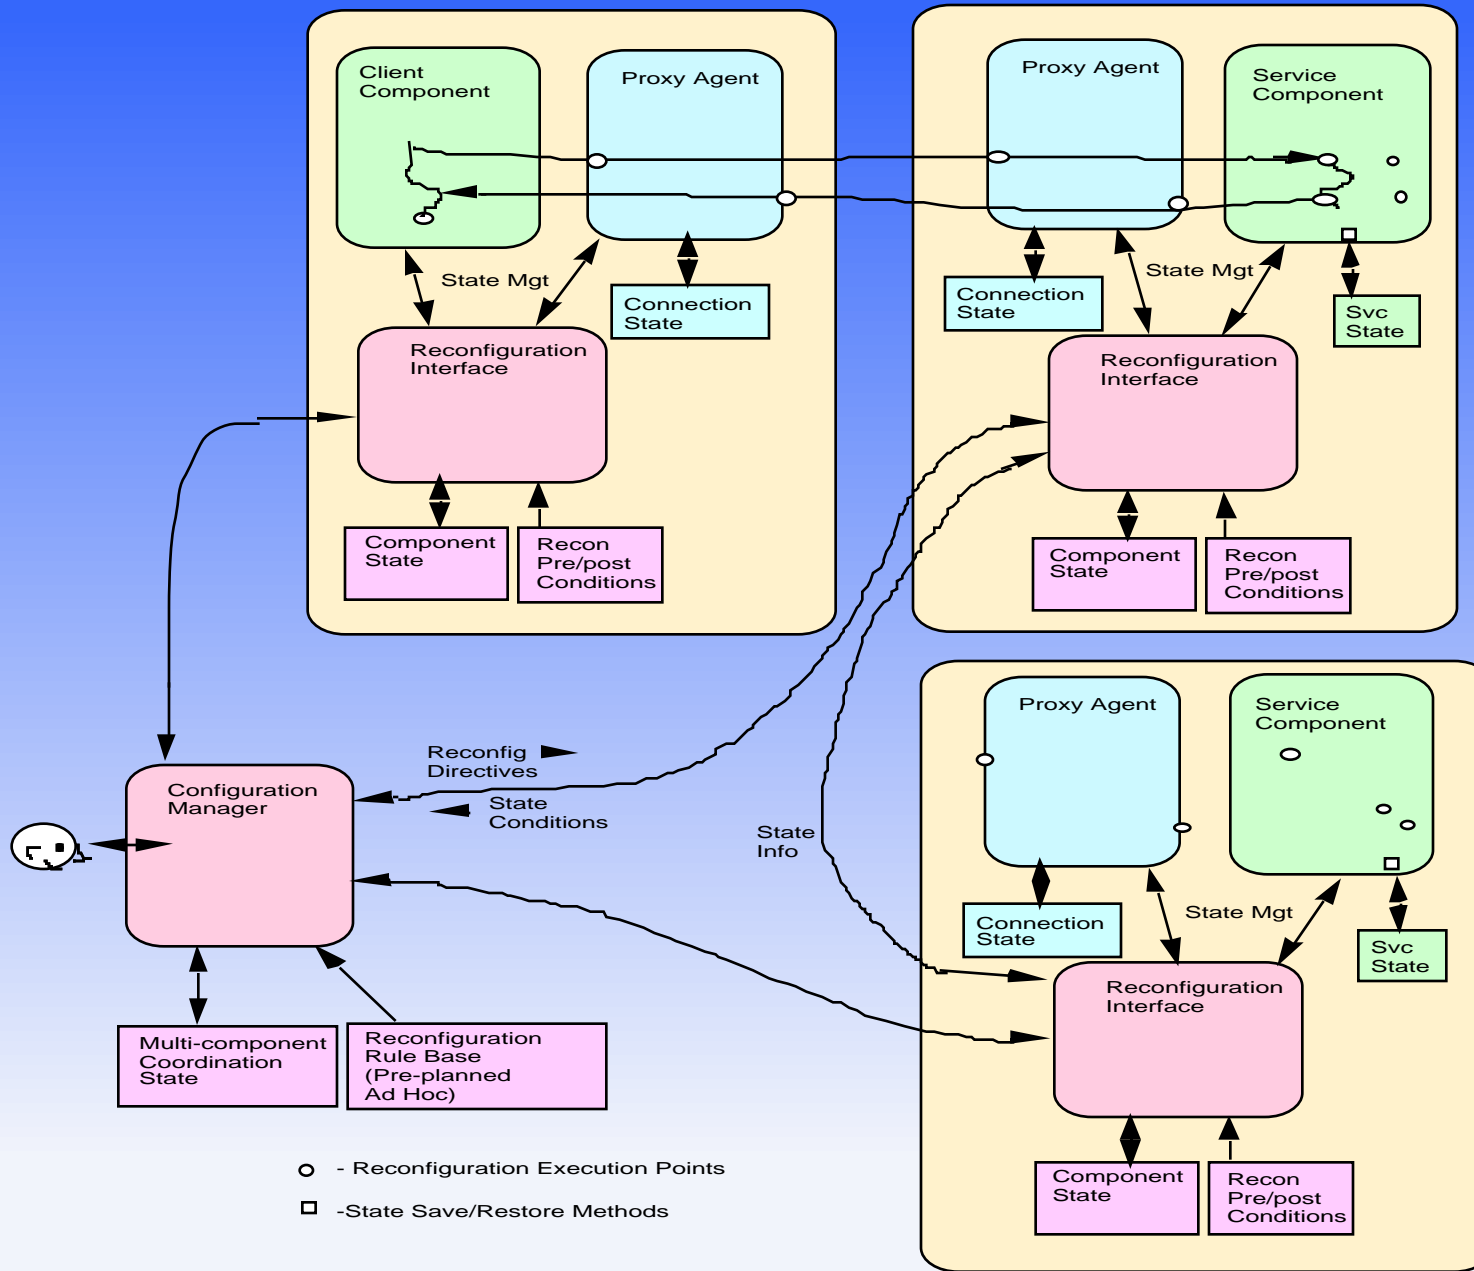 Client
Component
Proxy Agent
State Mgt
Connection
State
Reconfiguration
Interface
Component
State
Recon
Pre/post
Conditions
Proxy Agent
Service
Component
Connection
State
State Mgt
Svc
State
Reconfiguration
Interface
Component
State
Recon
Pre/post
Conditions
Configuration
Manager
Reconfig
Directives
State
Conditions
State
Info
Multi-component
Coordination
State
Reconfiguration
Rule Base
(Pre-planned
Ad Hoc)
Proxy Agent
Service
Component
Connection
State
State Mgt
Svc
State
Reconfiguration
Interface
Component
State
Recon
Pre/post
Conditions
- Reconfiguration Execution Points
-State Save/Restore Methods